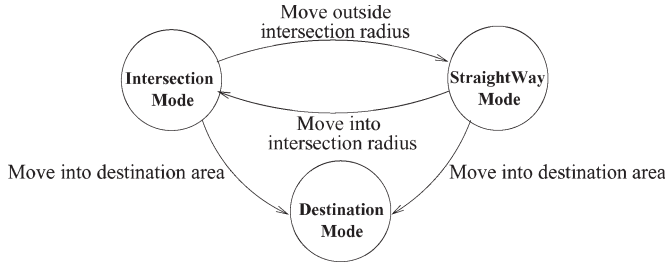 Move outside
intersection radius
Intersection
Mode
StraightWay
Mode
Move into
intersection radius
Move into destination area
Move into destination area
Destination
Mode